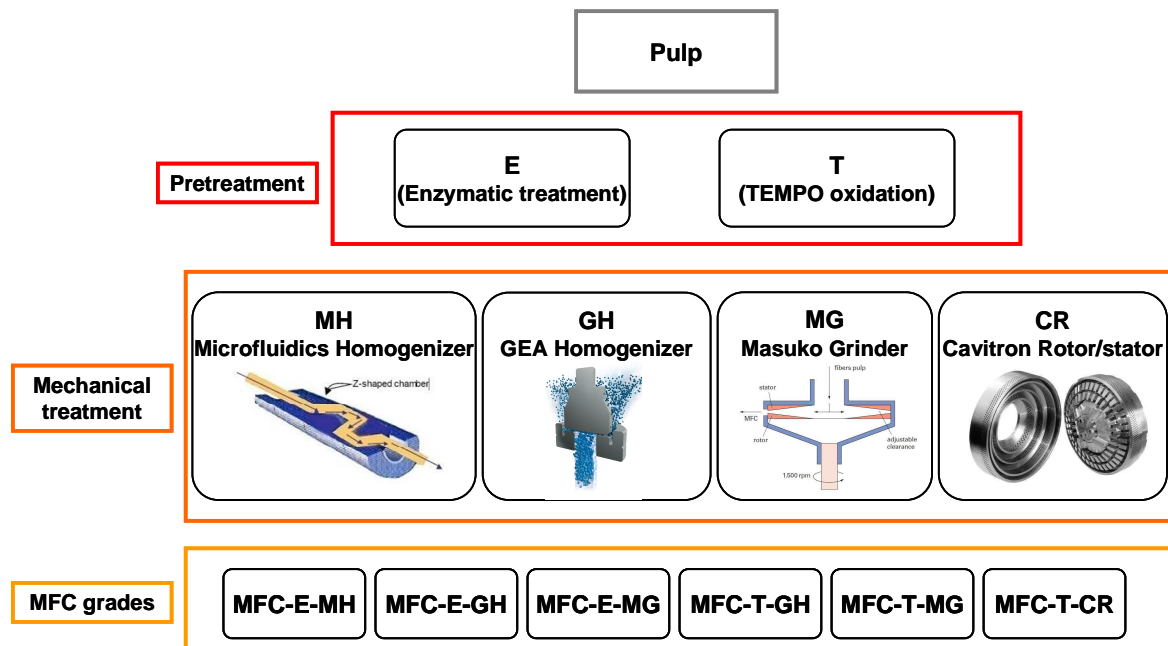 Pulp
Pretreatment
E
(Enzymatic treatment)
T
(TEMPO oxidation)
Mechanical
treatment
MH
Microfluidics Homogenizer
Z-shaped chamber
GH
GEA Homogenizer
MG
Masuko Grinder
fibers pulp
stator
MFC
rotor
adjustable
clearance
1,500 rpm
CR
Cavitron Rotor/stator
MFC grades
MFC-E-MH
MFC-E-GH
MFC-E-MG
MFC-T-GH
MFC-T-MG
MFC-T-CR